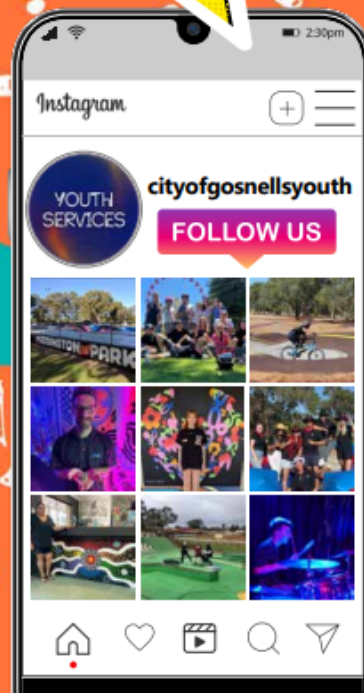 2:30pm
Instagram
YOUTH
SERVICES
cityofgosnellsyouth
FOLLOW US
PARK